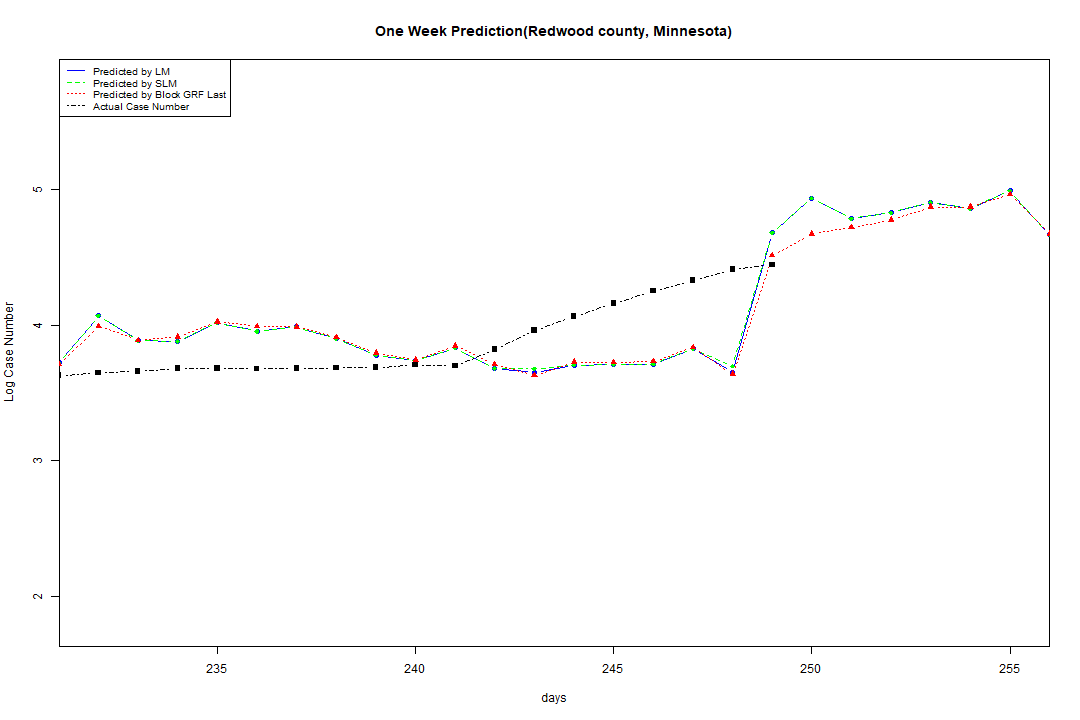 One Week Prediction(Redwood county, Minnesota)
Predicted by LM
Predicted by SLM
Predicted by Block GRF Last
Actual Case Number
5
4
3
2
Log Case Number
235 240 245 250 255
days